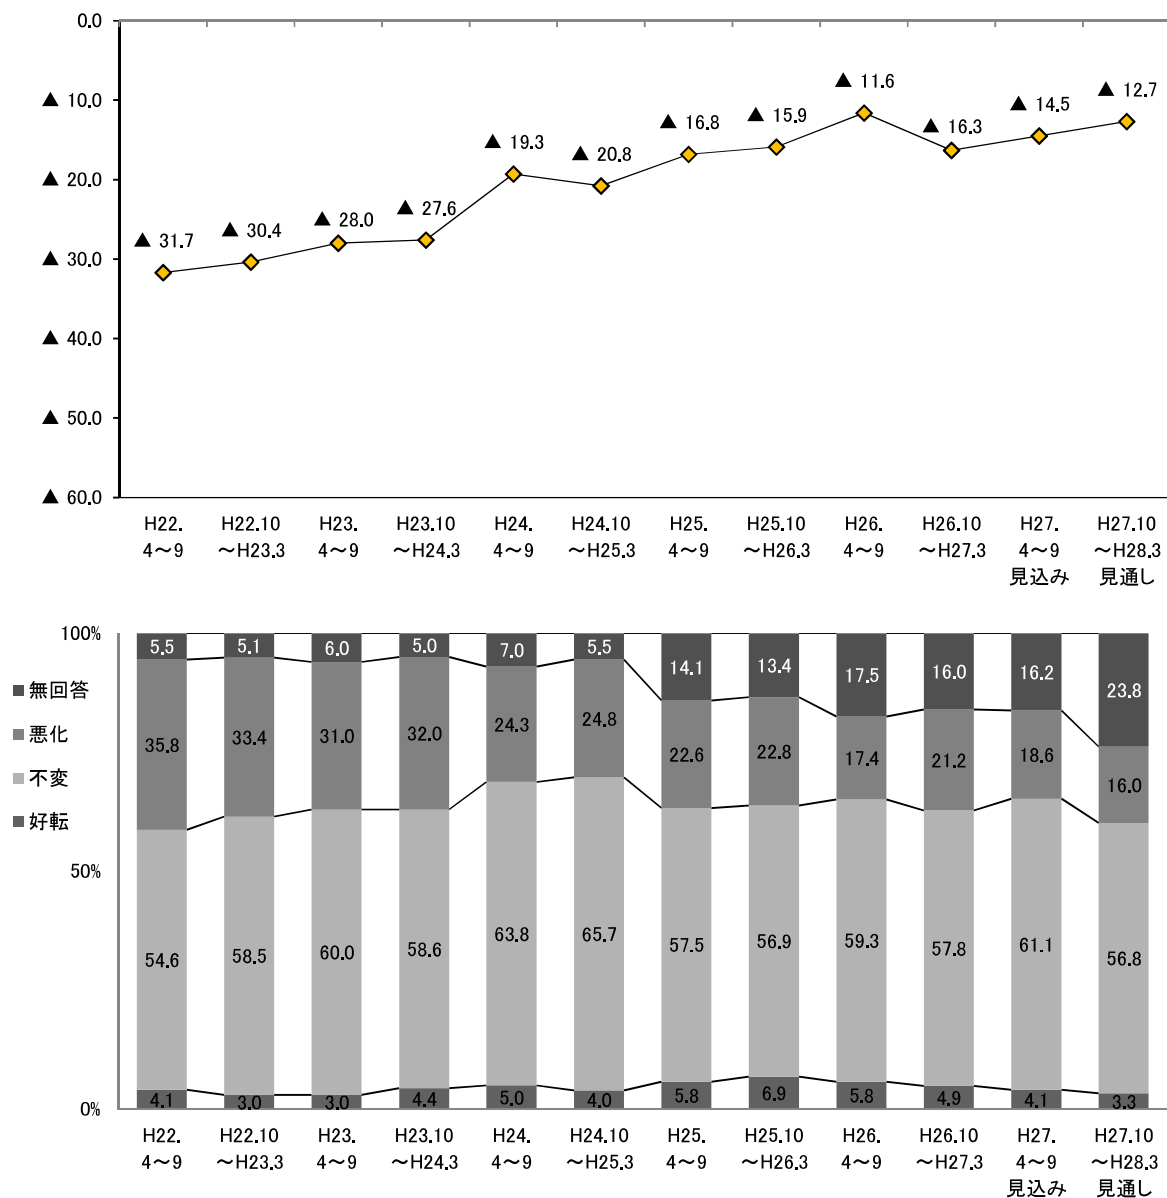 0.0
▲ 10.0
▲ 20.0
▲ 30.0
▲ 40.0
▲ 50.0
▲ 60.0
▲ 31.7
▲ 30.4
▲ 28.0
▲ 27.6
▲ 19.3
▲ 20.8
▲ 16.8
▲ 15.9
▲ 11.6
▲ 16.3
▲ 14.5
▲ 12.7
H22. H22.10 H23. H23.10 H24. H24.10 H25. H25.10 H26. H26.10 H27. H27.10
4～9 ～H23.3 4～9 ～H24.3 4～9 ～H25.3 4～9 ～H26.3 4～9 ～H27.3 4～9 ～H28.3
見込み 見通し
100%
50%
0%
■無回答
■悪化
■不変
■好転
5.5 5.1 6.0 5.0 7.0 5.5 14.1 13.4 17.5 16.0 16.2 23.8
35.8 33.4 31.0 32.0 24.3 24.8 22.6 22.8 17.4 21.2 18.6 16.0
54.6 58.5 60.0 58.6 63.8 65.7 57.5 56.9 59.3 57.8 61.1 56.8
4.1 3.0 3.0 4.4 5.0 4.0 5.8 6.9 5.8 4.9 4.1 3.3
H22. H22.10 H23. H23.10 H24. H24.10 H25. H25.10 H26. H26.10 H27. H27.10
4～9 ～H23.3 4～9 ～H24.3 4～9 ～H25.3 4～9 ～H26.3 4～9 ～H27.3 4～9 ～H28.3
見込み 見通し